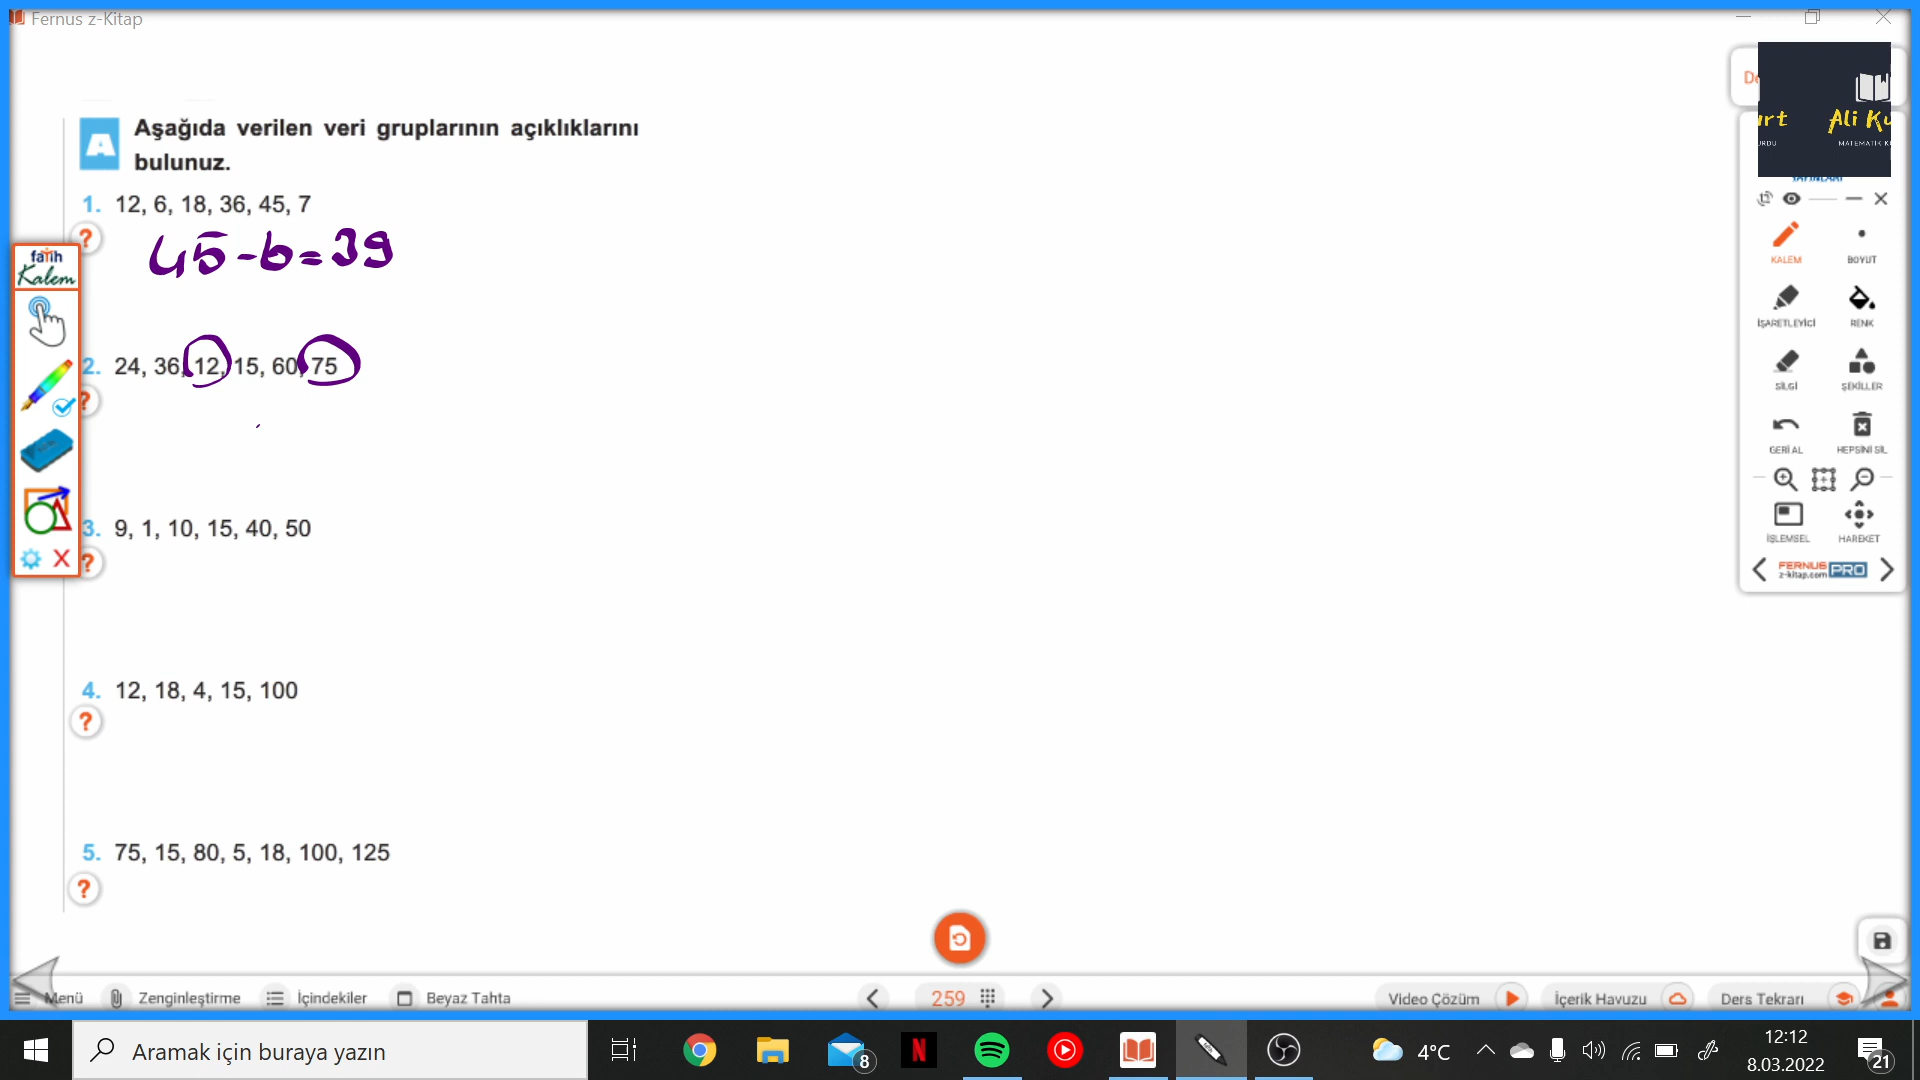 Fernus z-Kitap
Aşağıda verilen veri gruplarının açıklıklarını
bulunuz.
A
1. 12, 6, 18, 36, 45, 7
?
45-6=39
fatih
Kalem
2. 24, 36, 12, 15, 60, 75
?
3. 9, 1, 10, 15, 40, 50
?
4. 12, 18, 4, 15, 100
?
5. 75, 15, 80, 5, 18, 100, 125
?
Ali Ku
MATEMATİK K
KALEM
BOYUT
İŞARETLEYİCİ
RENK
SİLGİ
ŞEKİLLER
GERİ AL
HEPSİNİ SİL
İŞLEMSEL
HAREKET
FERNUS
z-kitap.com
PRO
Menü
Zenginleştirme
İçindekiler
Beyaz Tahta
259
Video Çözüm
İçerik Havuzu
Ders Tekrarı
Aramak için buraya yazın
8
N
4°C
12:12
8.03.2022
21